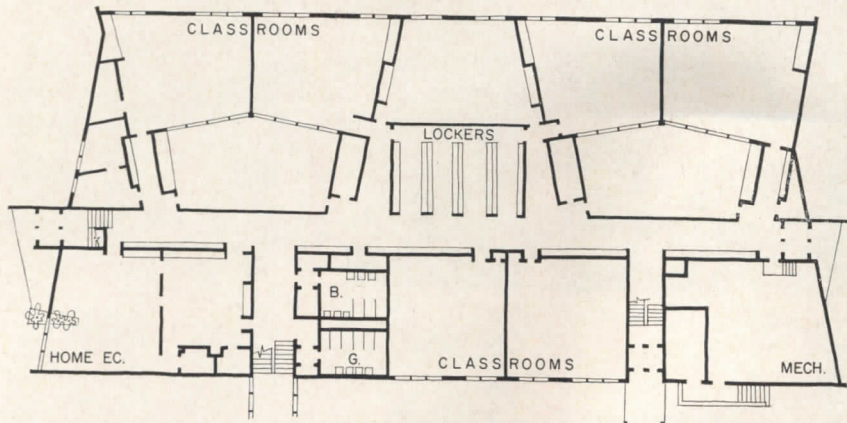 CLASS ROOMS
CLASS ROOMS
LOCKERS
B.
G.
HOME EC.
CLASS ROOMS
MECH.